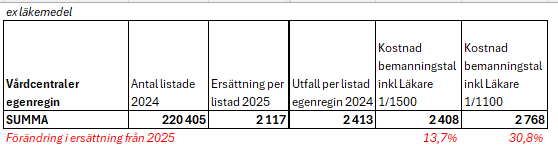 ex läkemedel
Vårdcentraler egenregin	Antal listade 2024	Ersättning per listad 2025	Utfall per listad egenregin 2024	Kostnad bemanningstal inkl Läkare 1/1500	Kostnad bemanningstal inkl Läkare 1/1100
SUMMA	220 405	2 117	2 413	2 408	2 768
Förändring i ersättning från 2025	13,7%	30,8%